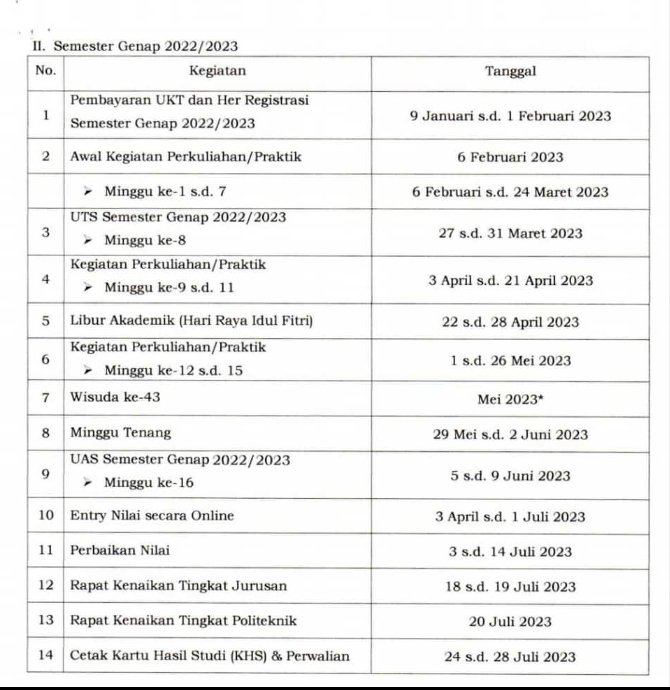 II. Semester Genap 2022/2023
No. Kegiatan Tanggal
1 Pembayaran UKT dan Her Registrasi
Semester Genap 2022/2023 9 Januari s.d. 1 Februari 2023
2 Awal Kegiatan Perkuliahan/Praktik 6 Februari 2023
➢ Minggu ke-1 s.d. 7 6 Februari s.d. 24 Maret 2023
3 UTS Semester Genap 2022/2023
➢ Minggu ke-8 27 s.d. 31 Maret 2023
4 Kegiatan Perkuliahan/Praktik
➢ Minggu ke-9 s.d. 11 3 April s.d. 21 April 2023
5 Libur Akademik (Hari Raya Idul Fitri) 22 s.d. 28 April 2023
6 Kegiatan Perkuliahan/Praktik
➢ Minggu ke-12 s.d. 15 1 s.d. 26 Mei 2023
7 Wisuda ke-43 Mei 2023*
8 Minggu Tenang 29 Mei s.d. 2 Juni 2023
9 UAS Semester Genap 2022/2023
➢ Minggu ke-16 5 s.d. 9 Juni 2023
10 Entry Nilai secara Online 3 April s.d. 1 Juli 2023
11 Perbaikan Nilai 3 s.d. 14 Juli 2023
12 Rapat Kenaikan Tingkat Jurusan 18 s.d. 19 Juli 2023
13 Rapat Kenaikan Tingkat Politeknik 20 Juli 2023
14 Cetak Kartu Hasil Studi (KHS) & Perwalian 24 s.d. 28 Juli 2023